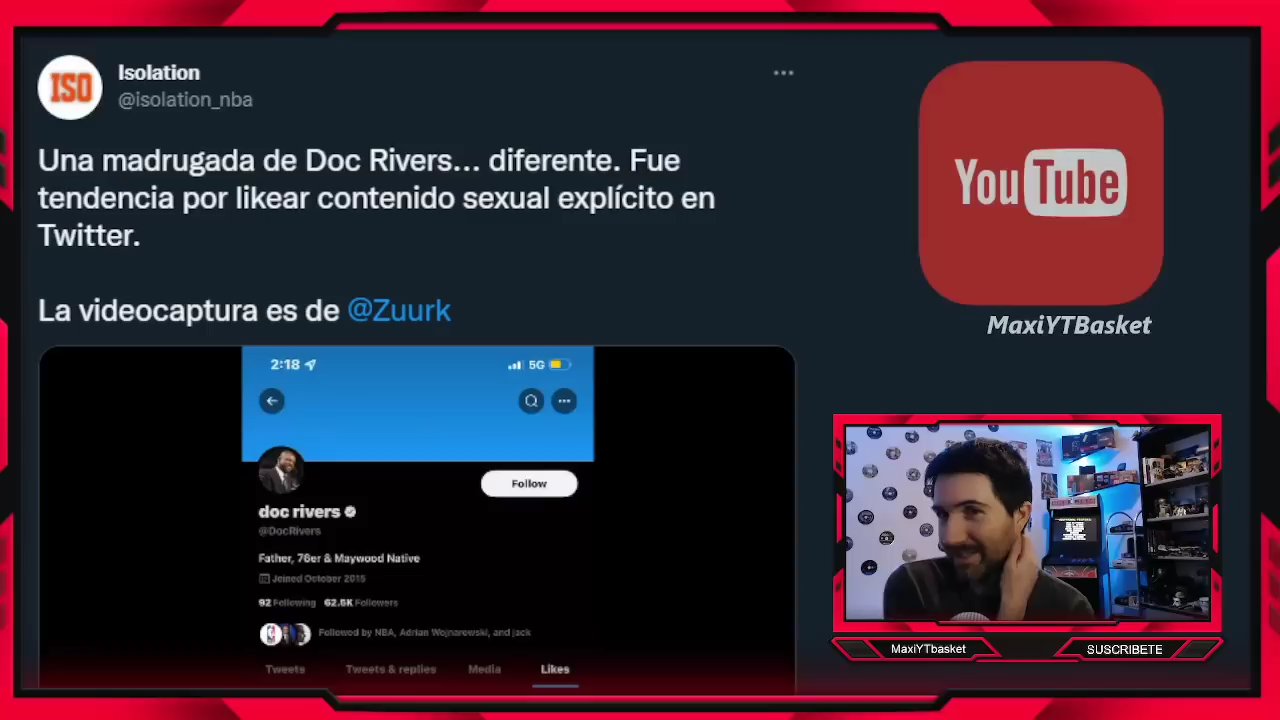 ISO
Isolation
@isolation_nba
Una madrugada de Doc Rivers... diferente. Fue
tendencia por likear contenido sexual explícito en
Twitter.
La videocaptura es de @Zuurk
2:18
5G
Follow
doc rivers
@DocRivers
Father, 76er & Maywood Native
Joined October 2015
92 Following 62.5K Followers
Followed by NBA, Adrian Wojnarowski, and jack
Tweets Tweets & replies Media Likes
YouTube
MaxiYTBasket
MaxiYTbasket
SUSCRIBETE